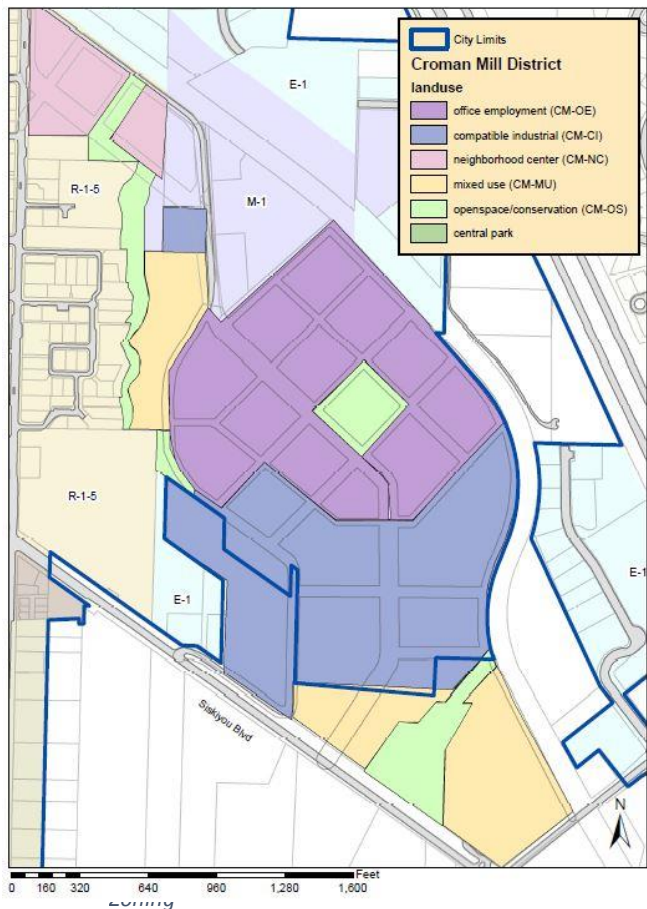 City Limits
Croman Mill District
landuse
office employment (CM-OE)
compatible industrial (CM-CI)
neighborhood center (CM-NC)
mixed use (CM-MU)
openspace/conservation (CM-OS)
central park
E-1
R-1-5
M-1
R-1-5
E-1
E-1
Siskiyou Blvd
N
Feet
0 160 320 640 960 1,280 1,600
zoning